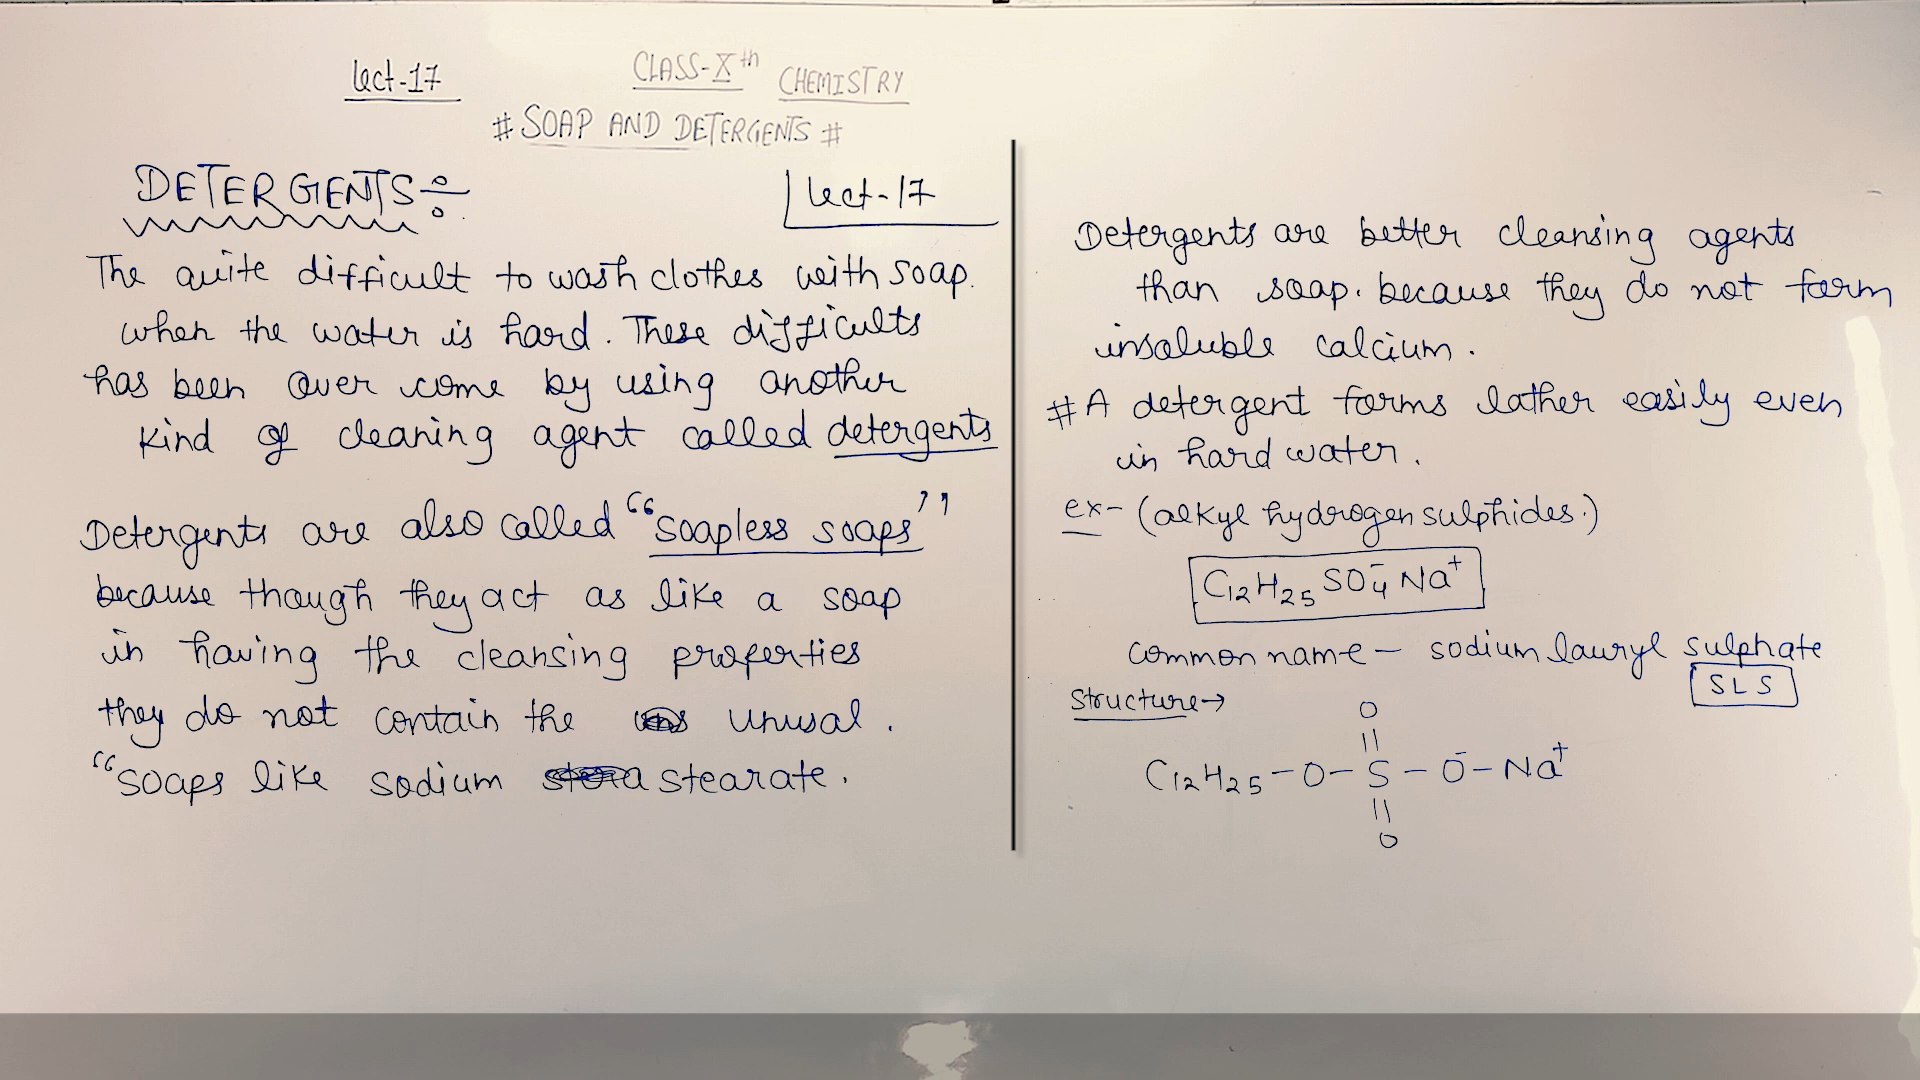 Lect-17
CLASS-Xth CHEMISTRY
# SOAP AND DETERGENTS #
DETERGENTS÷
Lect-17
The quite difficult to wash clothes with soap.
when the water is hard. These difficults
has been over come by using another
kind of cleaning agent called detergents
Detergents are also called "soapless soaps"
because though they act as like a soap
in having the cleansing properties
they do not contain the unusal.
"soaps like sodium stearate.
Detergents are better cleansing agents
than soap. because they do not form
insoluble calcium.
# A detergent forms lather easily even
in hard water.
ex- (alkyl hydrogen sulphides.)
C₁₂H₂₅SO₄⁻Na⁺
common name - sodium lauryl sulphate
SLS
Structure→
O
||
C₁₂H₂₅-O-S-O⁻-Na⁺
||
O